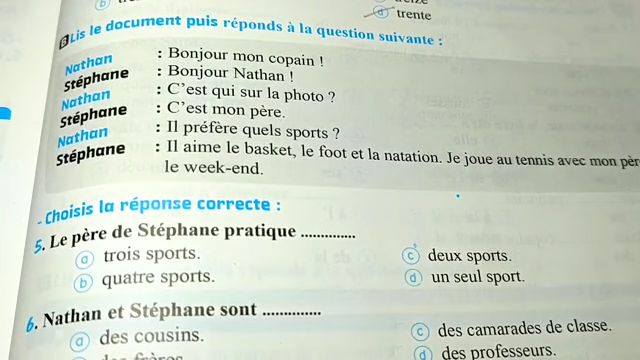 ⓓ trente
B Lis le document puis réponds à la question suivante :
Nathan : Bonjour mon copain !
Stéphane : Bonjour Nathan !
Nathan : C'est qui sur la photo ?
Stéphane : C'est mon père.
Nathan : Il préfère quels sports ?
Stéphane : Il aime le basket, le foot et la natation. Je joue au tennis avec mon
le week-end.
- Choisis la réponse correcte :
5. Le père de Stéphane pratique ..............
ⓐ trois sports. ⓒ deux sports.
ⓑ quatre sports. ⓓ un seul sport.
6. Nathan et Stéphane sont ...............
ⓐ des cousins. ⓒ des camarades de classe.
ⓓ des professeurs.